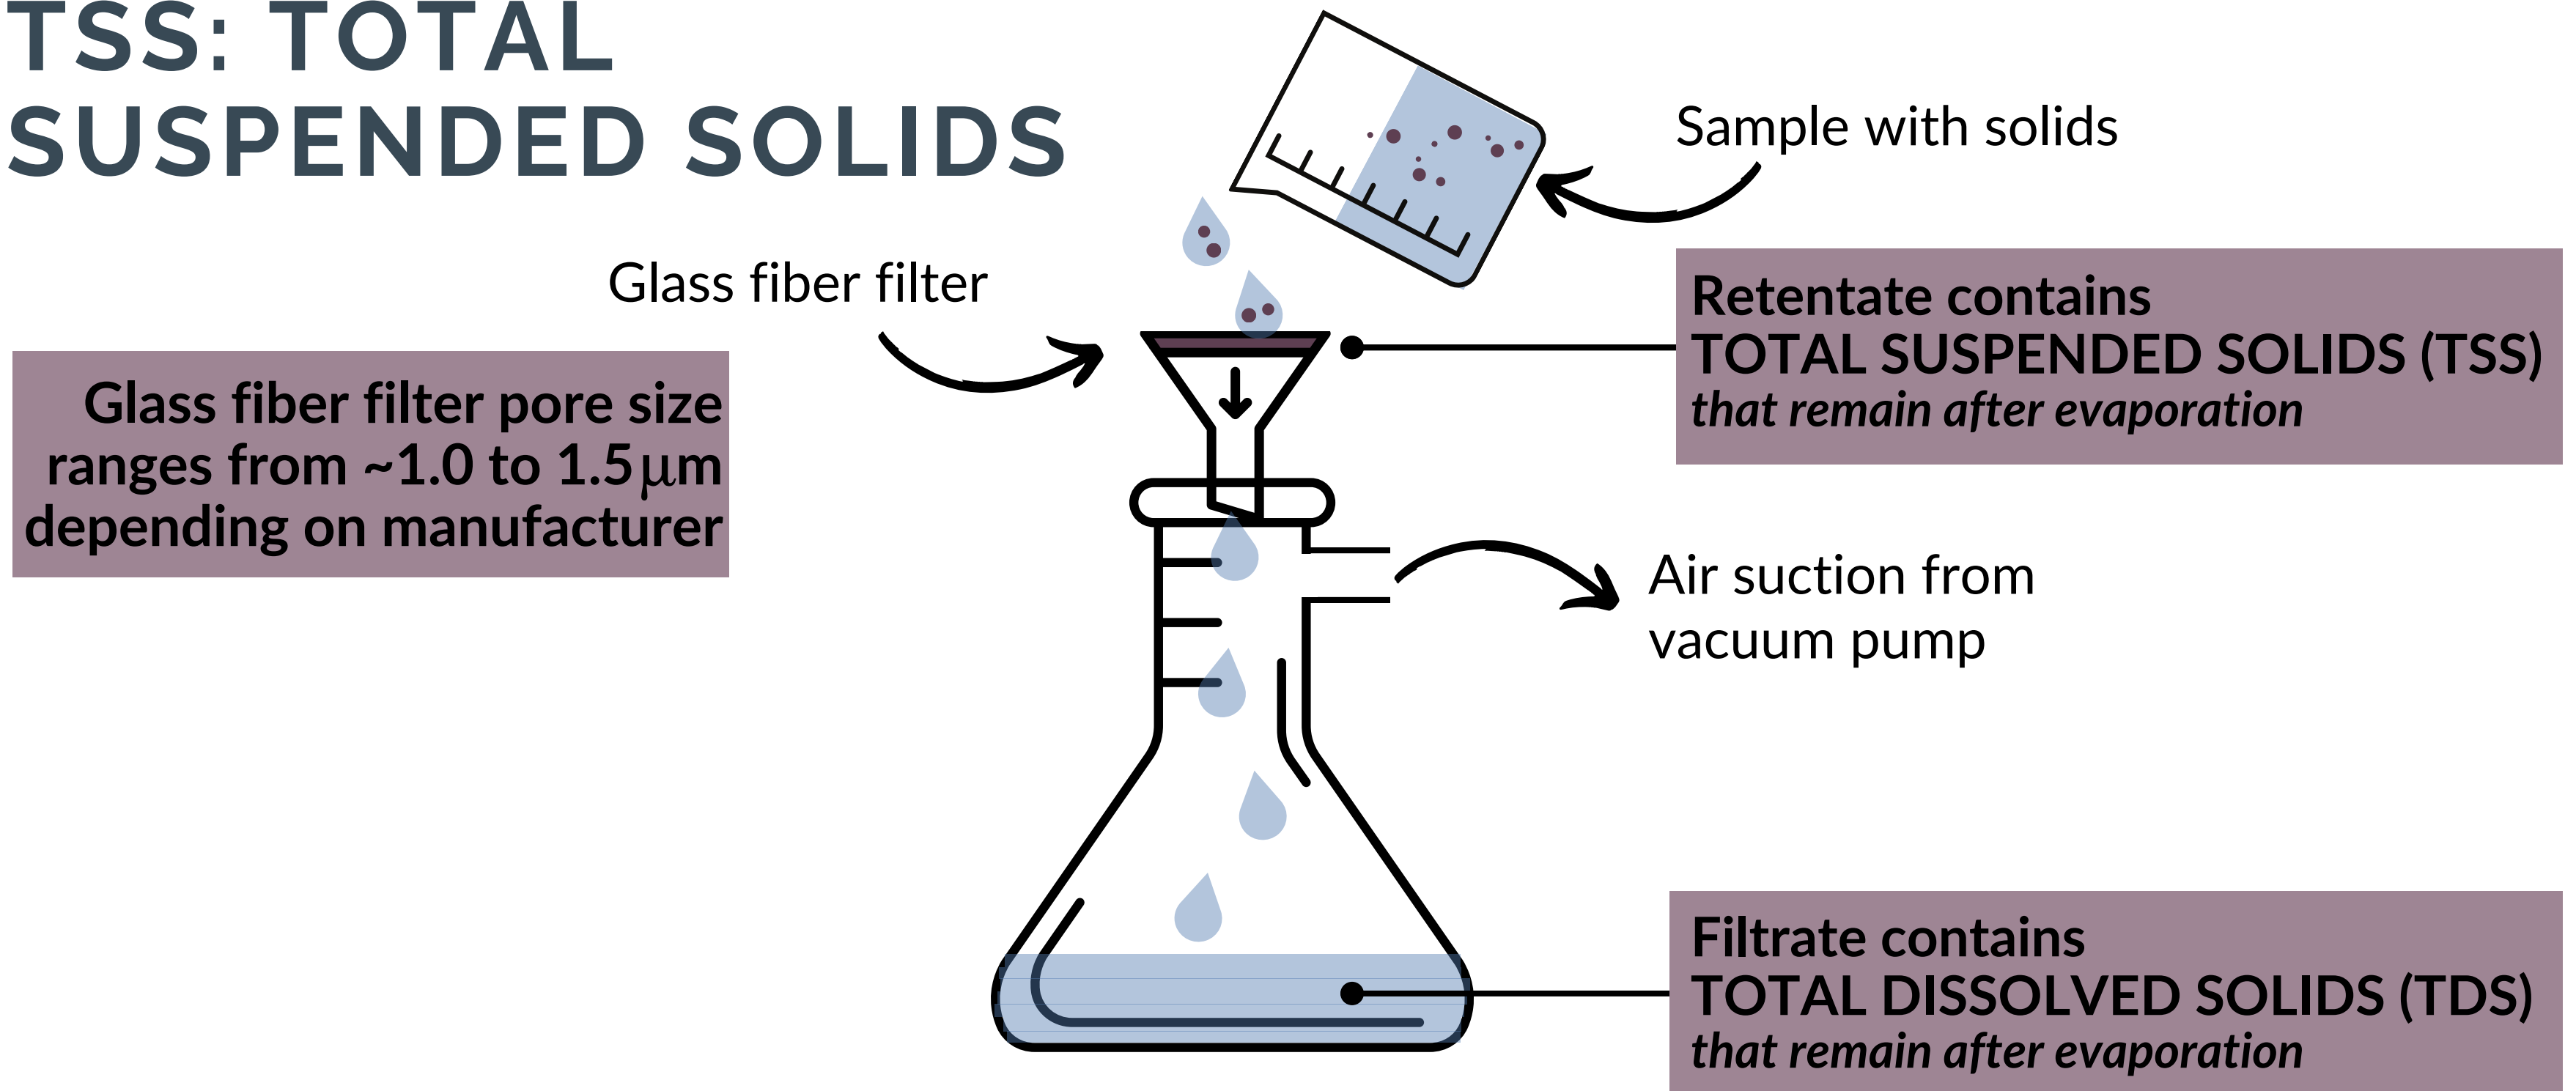 TSS: TOTAL
SUSPENDED SOLIDS
Sample with solids
Glass fiber filter
Retentate contains
TOTAL SUSPENDED SOLIDS (TSS)
that remain after evaporation
Glass fiber filter pore size
ranges from ~1.0 to 1.5μm
depending on manufacturer
Air suction from
vacuum pump
Filtrate contains
TOTAL DISSOLVED SOLIDS (TDS)
that remain after evaporation